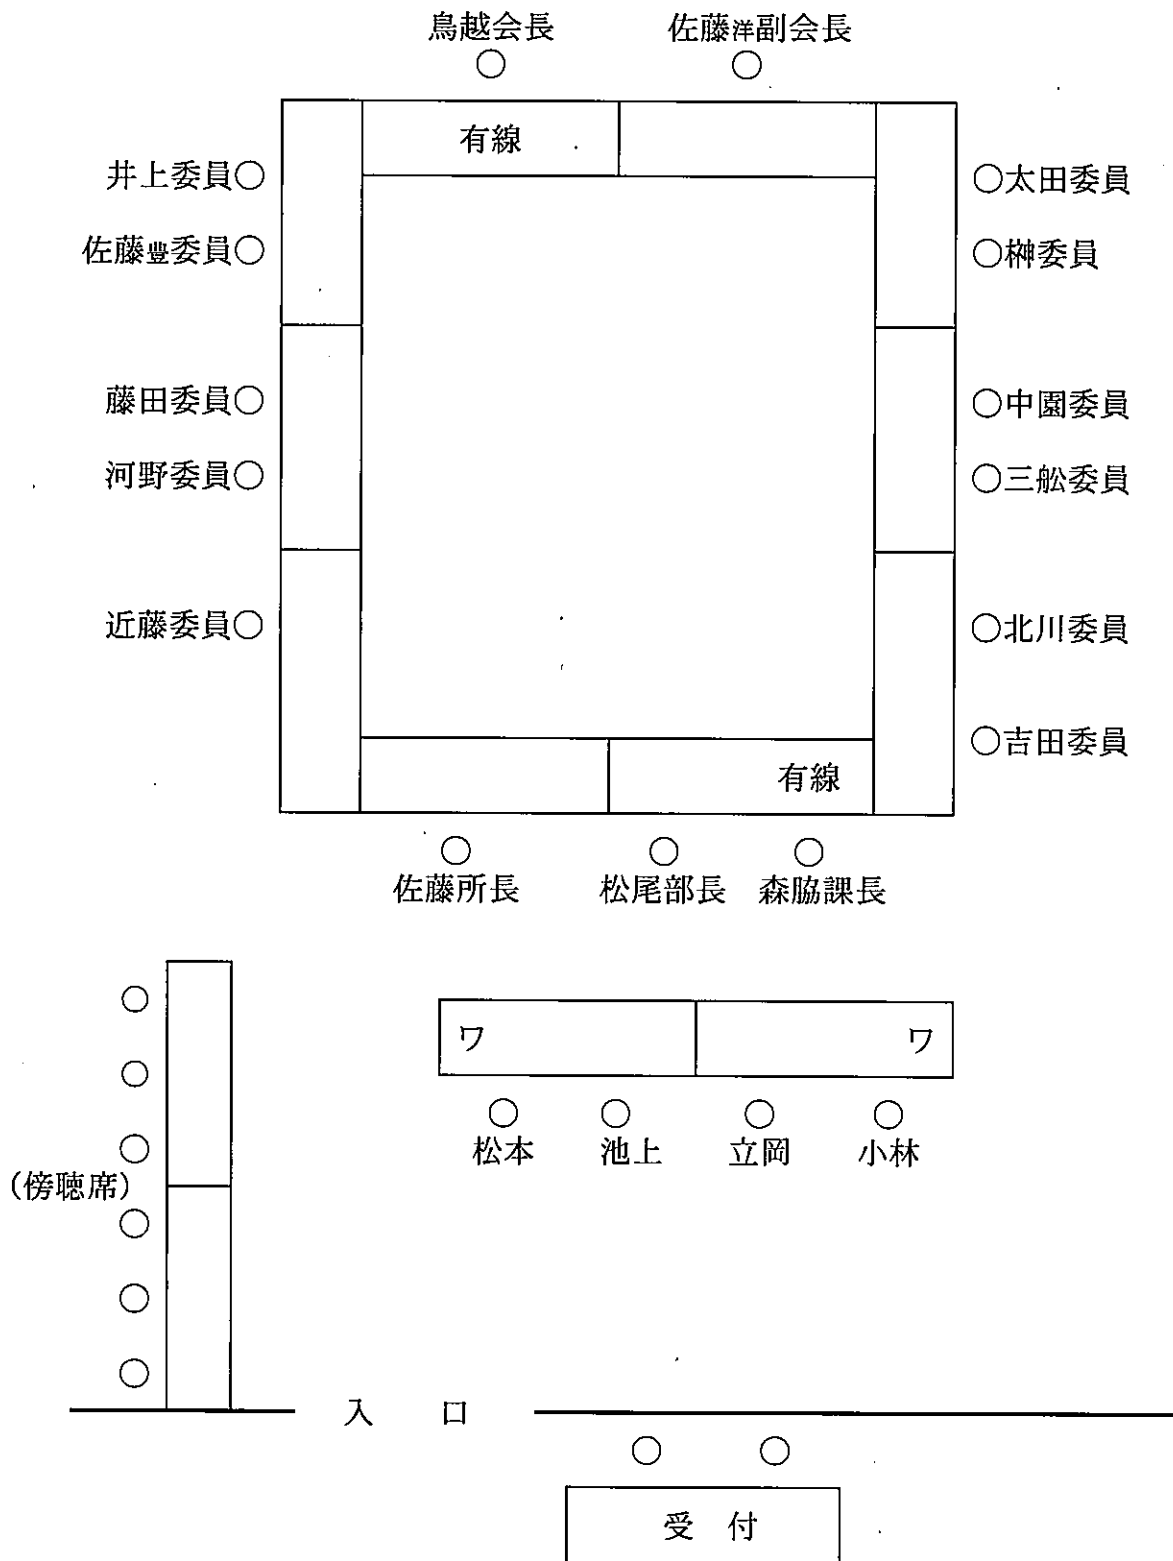 鳥越会長　佐藤洋副会長
有線
井上委員○　○太田委員
佐藤豊委員○　○榊委員
藤田委員○　○中園委員
河野委員○　○三舩委員
近藤委員○　○北川委員
○吉田委員
有線
佐藤所長　松尾部長　森脇課長
ワ　ワ
松本　池上　立岡　小林
(傍聴席)
入　口
受　付